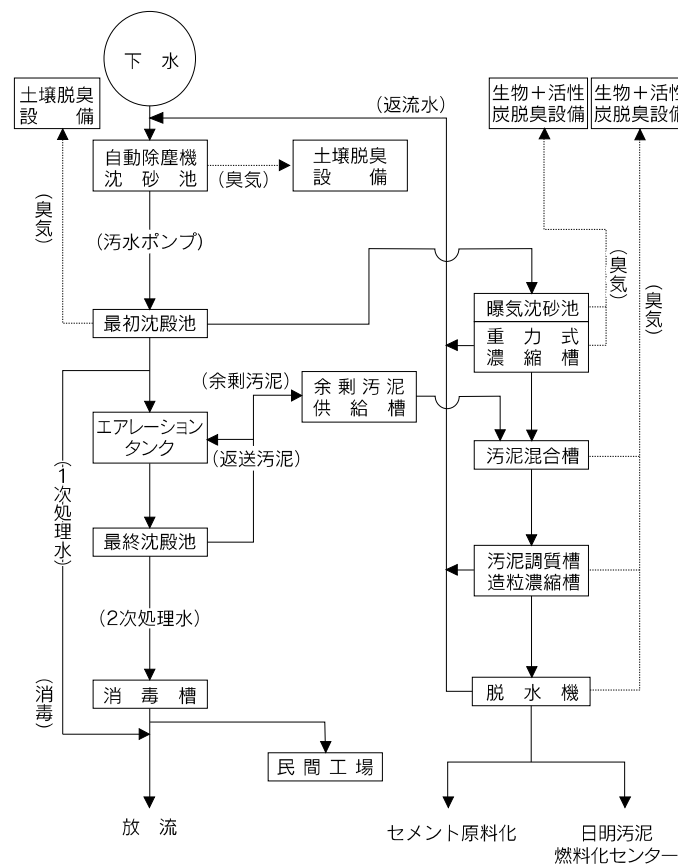 下水
土壌脱臭
設備
(返流水)
生物+活性
炭脱臭設備
生物+活性
炭脱臭設備
自動除塵機
沈砂池
(臭気)
土壌脱臭
設備
(臭気)
(汚水ポンプ)
(臭気)
(臭気)
最初沈殿池
曝気沈砂池
重力式
濃縮槽
(余剰汚泥)
余剰汚泥
供給槽
エアレーション
タンク
(返送汚泥)
汚泥混合槽
(1次処理水)
最終沈殿池
汚泥調質槽
造粒濃縮槽
(2次処理水)
(消毒)
消毒槽
脱水機
民間工場
放流
セメント原料化
日明汚泥
燃料化センター